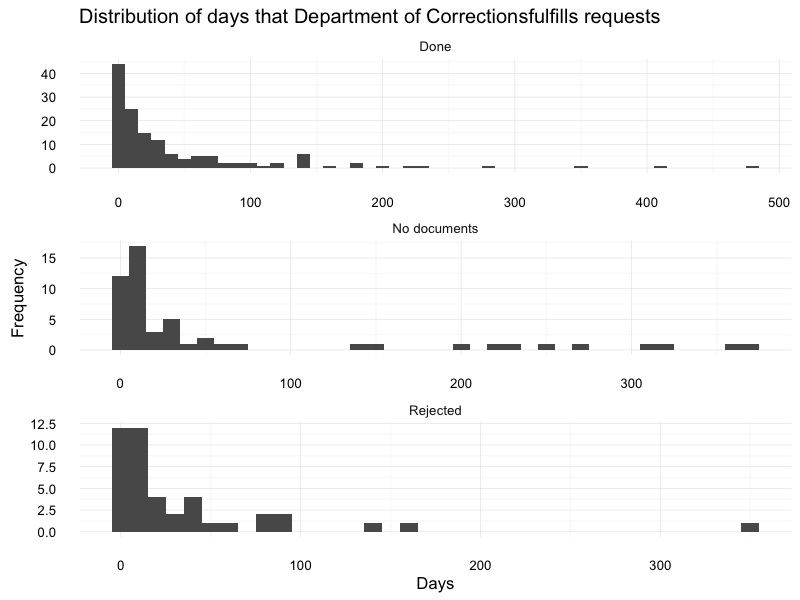 Distribution of days that Department of Correctionsfulfills requests
Done
40
30
20
10
0
0 100 200 300 400 500
No documents
15
10
5
0
0 100 200 300
Frequency
Rejected
12.5
10.0
7.5
5.0
2.5
0.0
0 100 200 300
Days